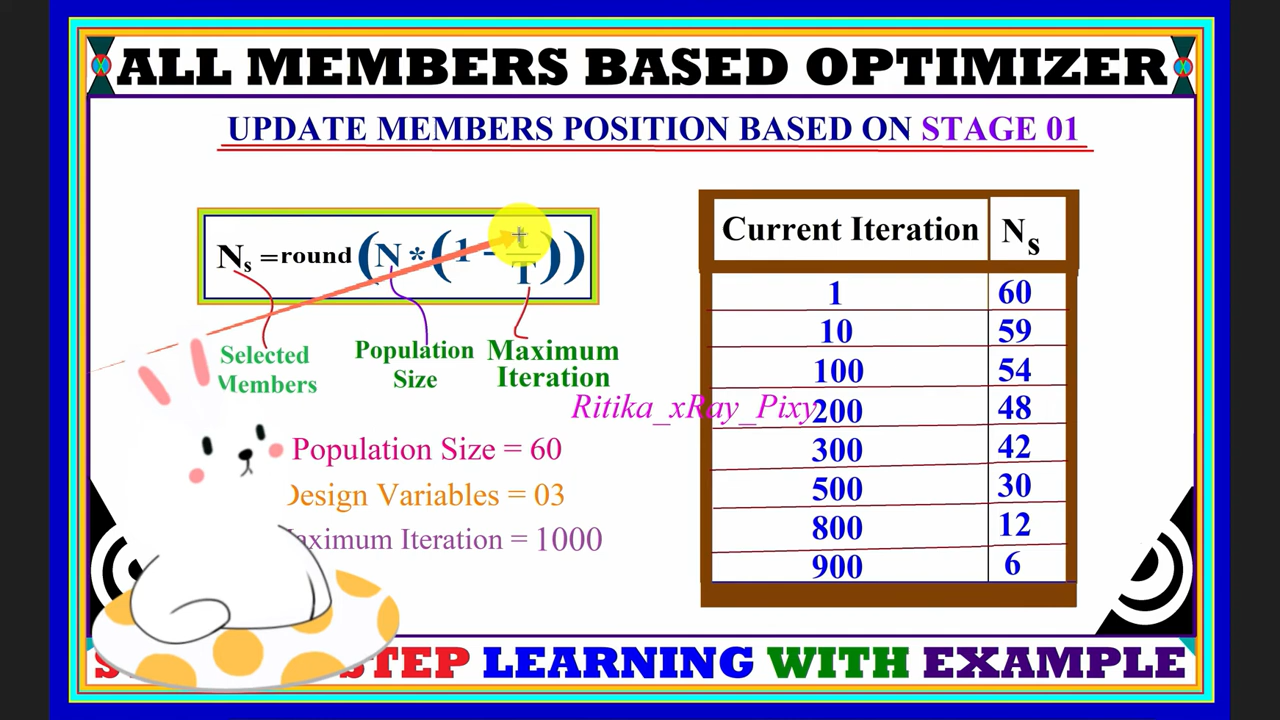 ALL MEMBERS BASED OPTIMIZER
UPDATE MEMBERS POSITION BASED ON STAGE 01
Ns = round (N * (1 - t/T))
Selected Members
Population Size
Maximum Iteration
Ritika_xRay_Pixy
Population Size = 60
Design Variables = 03
Maximum Iteration = 1000
Current Iteration Ns
1 60
10 59
100 54
200 48
300 42
500 30
800 12
900 6
STEP LEARNING WITH EXAMPLE